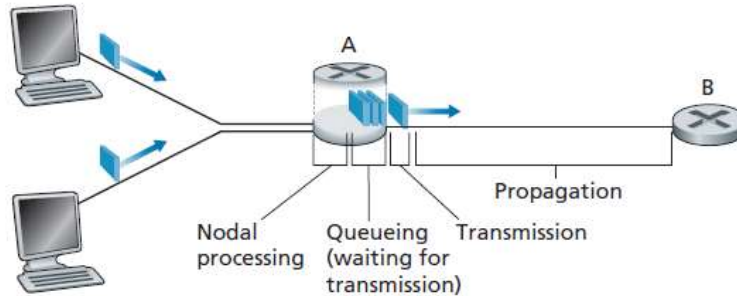 A
B
Propagation
Nodal
processing
Queueing
(waiting for
transmission)
Transmission